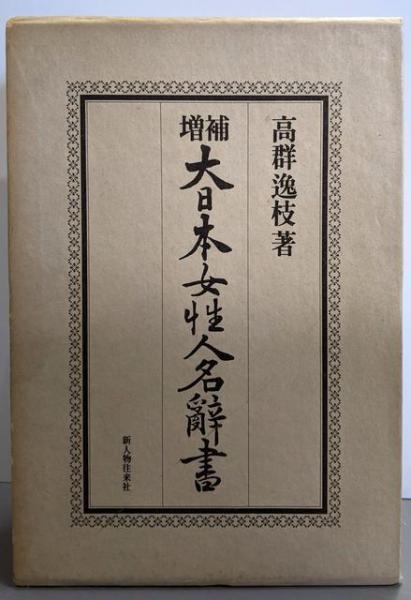 高群逸枝著
増補
大日本女性人名辭書
新人物往来社